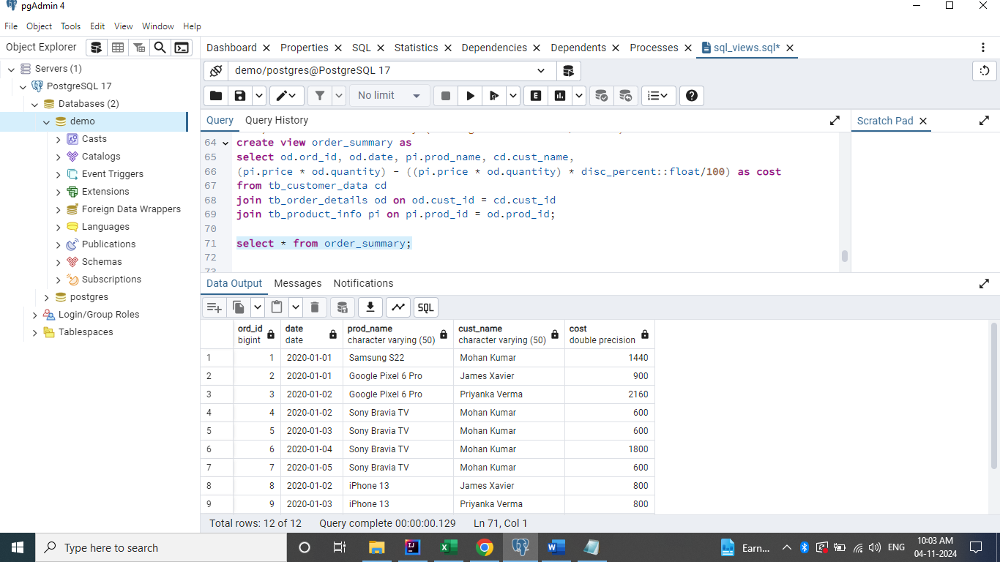 pgAdmin 4
File Object Tools Edit View Window Help
Object Explorer
Dashboard Properties SQL Statistics Dependencies Dependents Processes sql_views.sql*
Servers (1)
PostgreSQL 17
Databases (2)
demo
Casts
Catalogs
Event Triggers
Extensions
Foreign Data Wrappers
Languages
Publications
Schemas
Subscriptions
postgres
Login/Group Roles
Tablespaces
demo/postgres@PostgreSQL 17
No limit
E
Query Query History
Scratch Pad
64 create view order_summary as
65 select od.ord_id, od.date, pi.prod_name, cd.cust_name,
66 (pi.price * od.quantity) - ((pi.price * od.quantity) * disc_percent::float/100) as cost
67 from tb_customer_data cd
68 join tb_order_details od on od.cust_id = cd.cust_id
69 join tb_product_info pi on pi.prod_id = od.prod_id;
70
71 select * from order_summary;
72
73
Data Output Messages Notifications
SQL
ord_id date prod_name cust_name cost
bigint date character varying (50) character varying (50) double precision
1 1 2020-01-01 Samsung S22 Mohan Kumar 1440
2 2 2020-01-01 Google Pixel 6 Pro James Xavier 900
3 3 2020-01-02 Google Pixel 6 Pro Priyanka Verma 2160
4 4 2020-01-02 Sony Bravia TV Mohan Kumar 600
5 5 2020-01-03 Sony Bravia TV Mohan Kumar 600
6 6 2020-01-04 Sony Bravia TV Mohan Kumar 1800
7 7 2020-01-05 Sony Bravia TV Mohan Kumar 600
8 8 2020-01-02 iPhone 13 James Xavier 800
9 9 2020-01-03 iPhone 13 Priyanka Verma 800
Total rows: 12 of 12 Query complete 00:00:00.129 Ln 71, Col 1
Type here to search
Earn...
ENG
10:03 AM
04-11-2024